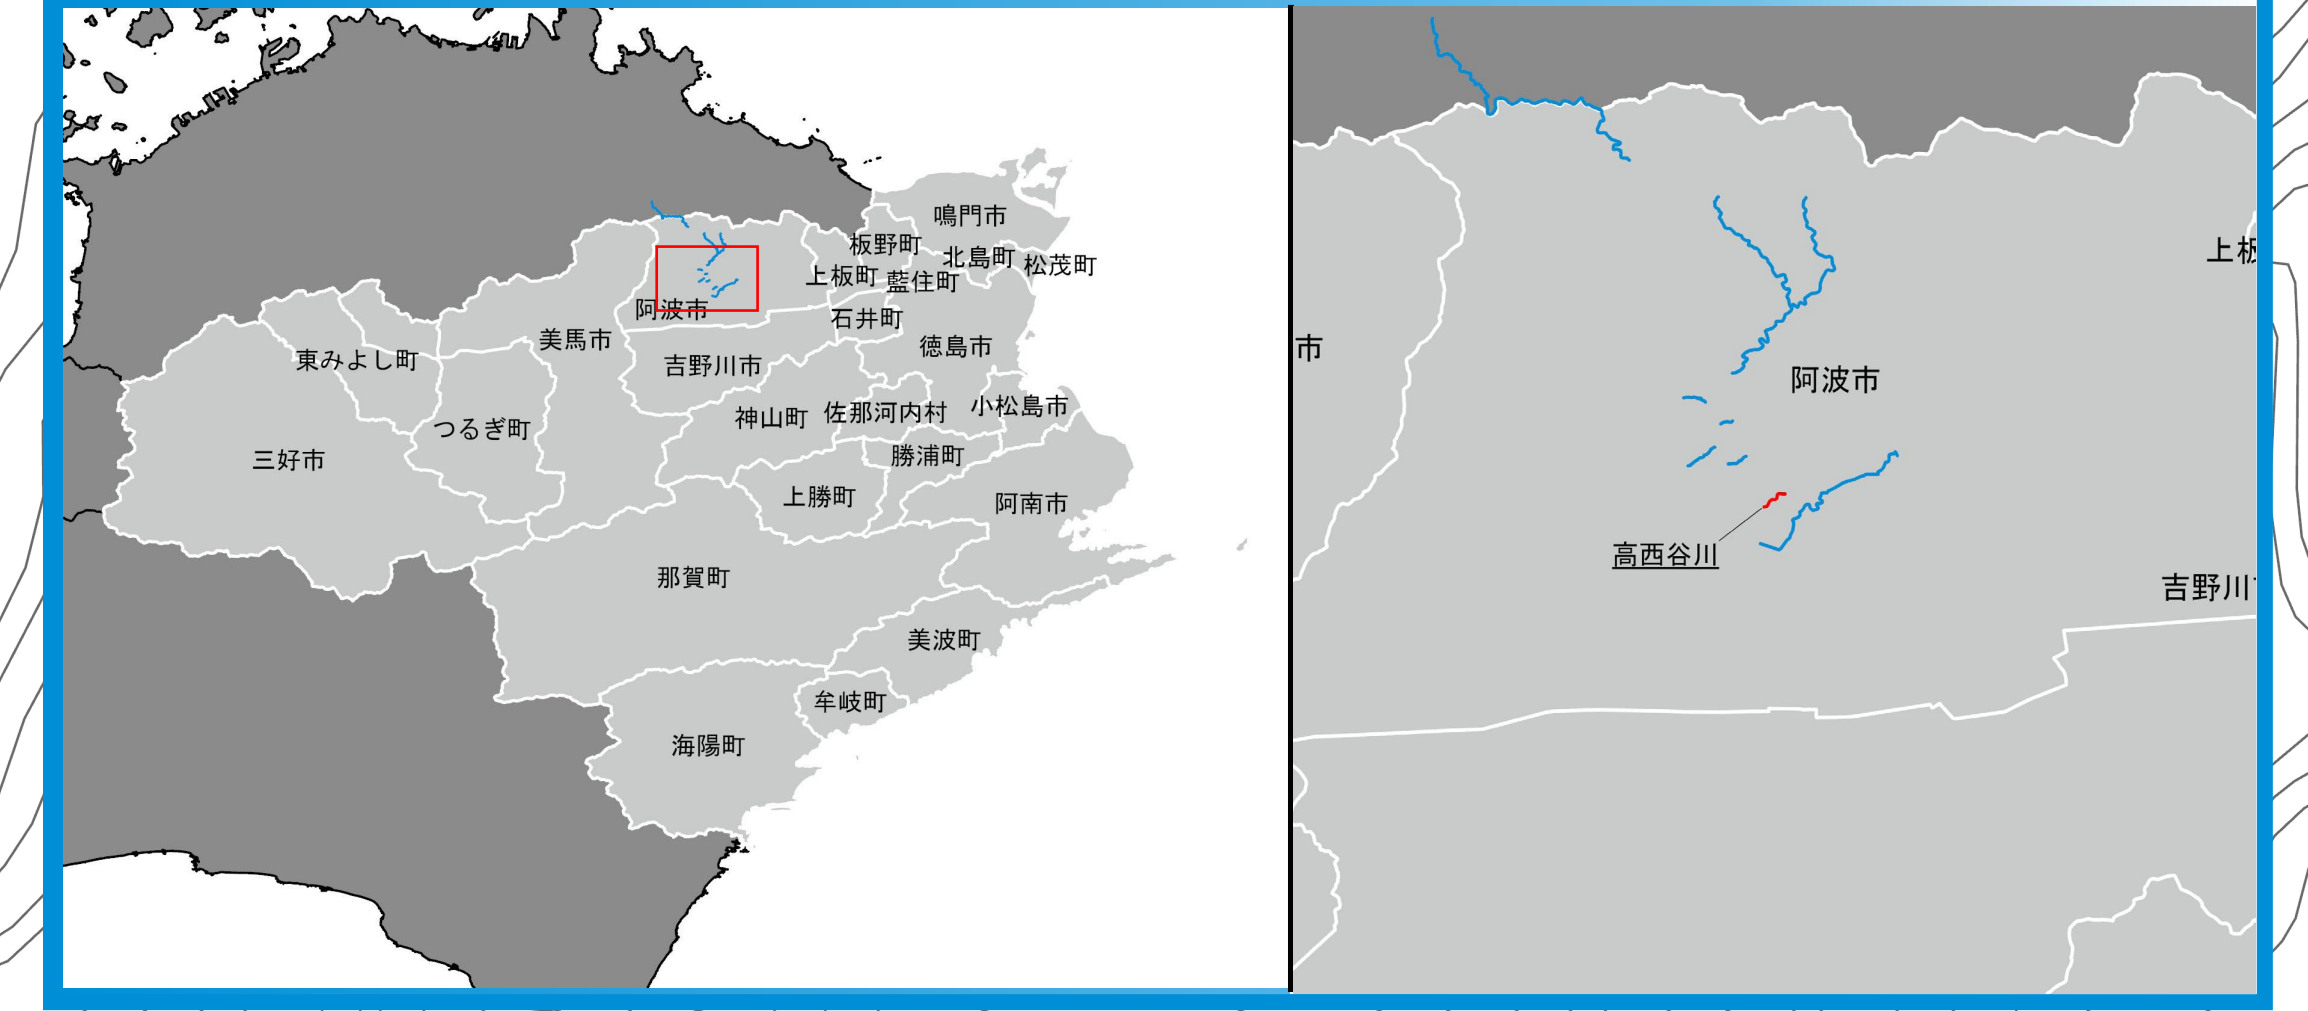 鳴門市
板野町
北島町
松茂町
上板町
藍住町
阿波市
石井町
美馬市
徳島市
東みよし町
吉野川市
小松島市
神山町
佐那河内村
つるぎ町
勝浦町
三好市
上勝町
阿南市
那賀町
美波町
牟岐町
海陽町
上板
市
阿波市
高西谷川
吉野川